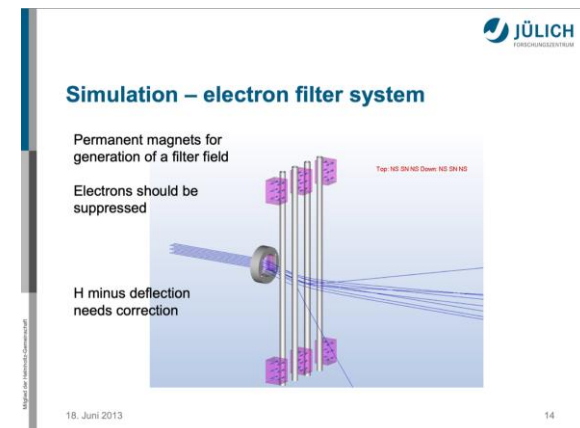 JÜLICH
FORSCHUNGSZENTRUM
Simulation – electron filter system
Permanent magnets for
generation of a filter field
Top: NS SN NS Down: NS SN NS
Electrons should be
suppressed
H minus deflection
needs correction
Mitglied der Helmholtz-Gemeinschaft
18. Juni 2013
14